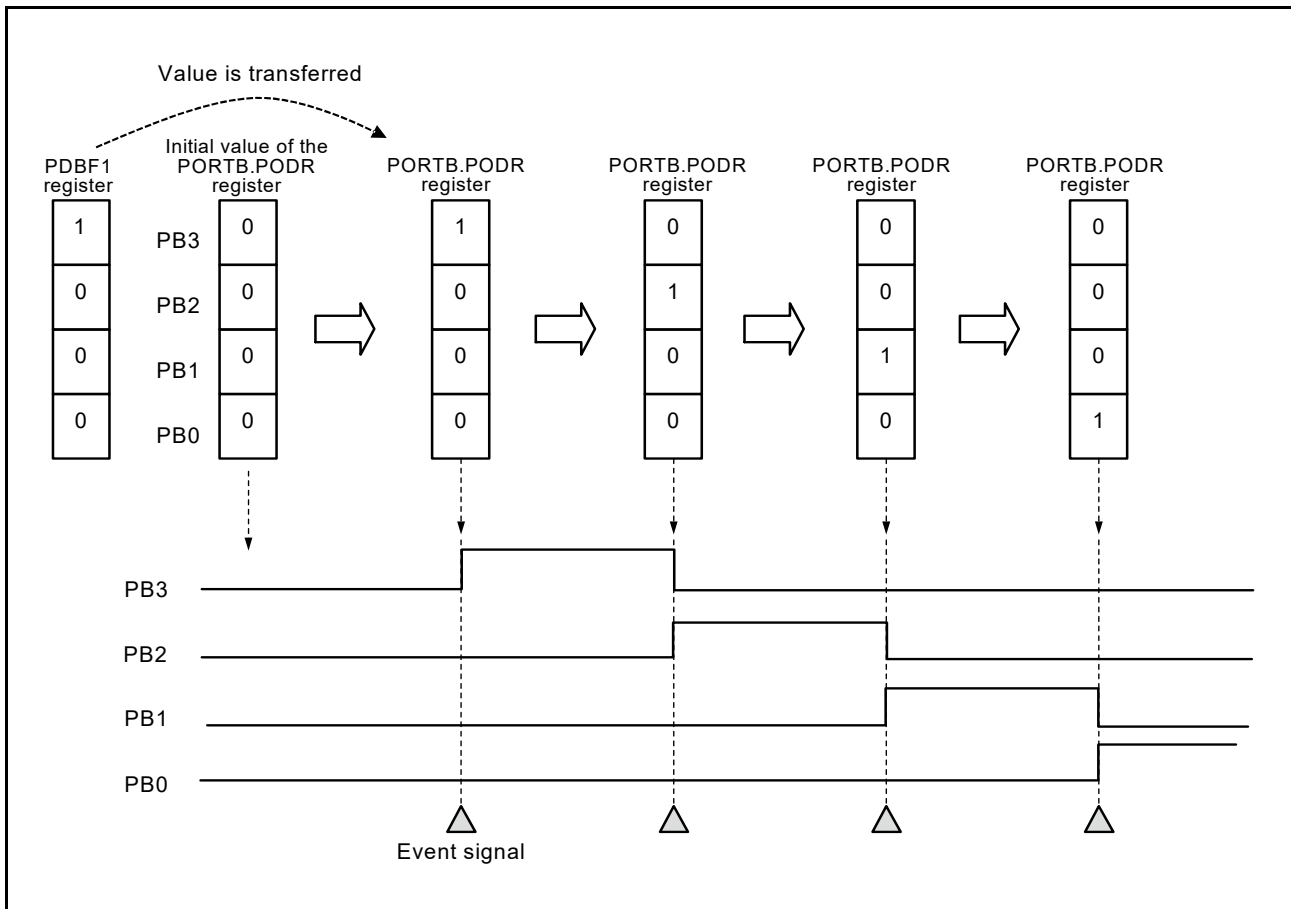 Value is transferred
PDBF1
register
Initial value of the
PORTB.PODR
register
PORTB.PODR
register
PORTB.PODR
register
PORTB.PODR
register
PORTB.PODR
register
1 PB3 0 1 0 0 0
0 PB2 0 0 1 0 0
0 PB1 0 0 0 1 0
0 PB0 0 0 0 0 1
PB3
PB2
PB1
PB0
Event signal